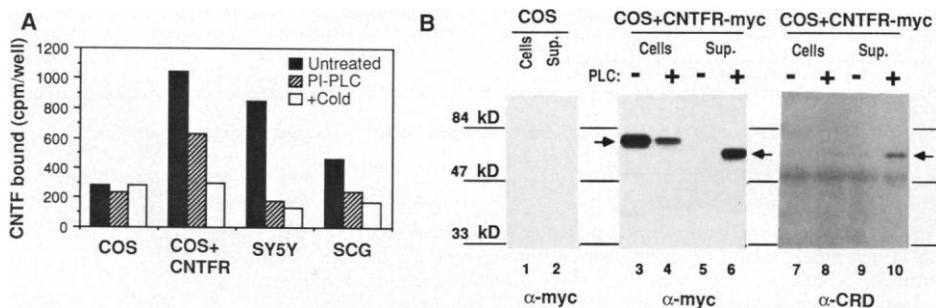 A
CNTF bound (cpm/well)
1200
1000
800
600
400
200
0
Untreated
PI-PLC
+Cold
COS
COS+
CNTFR
SY5Y
SCG
B
COS
COS+CNTFR-myc
COS+CNTFR-myc
Cells
Sup.
Cells
Sup.
Cells
Sup.
PLC:
-
+
-
+
-
+
-
+
84 kD
47 kD
33 kD
1 2 3 4 5 6 7 8 9 10
α-myc
α-myc
α-CRD